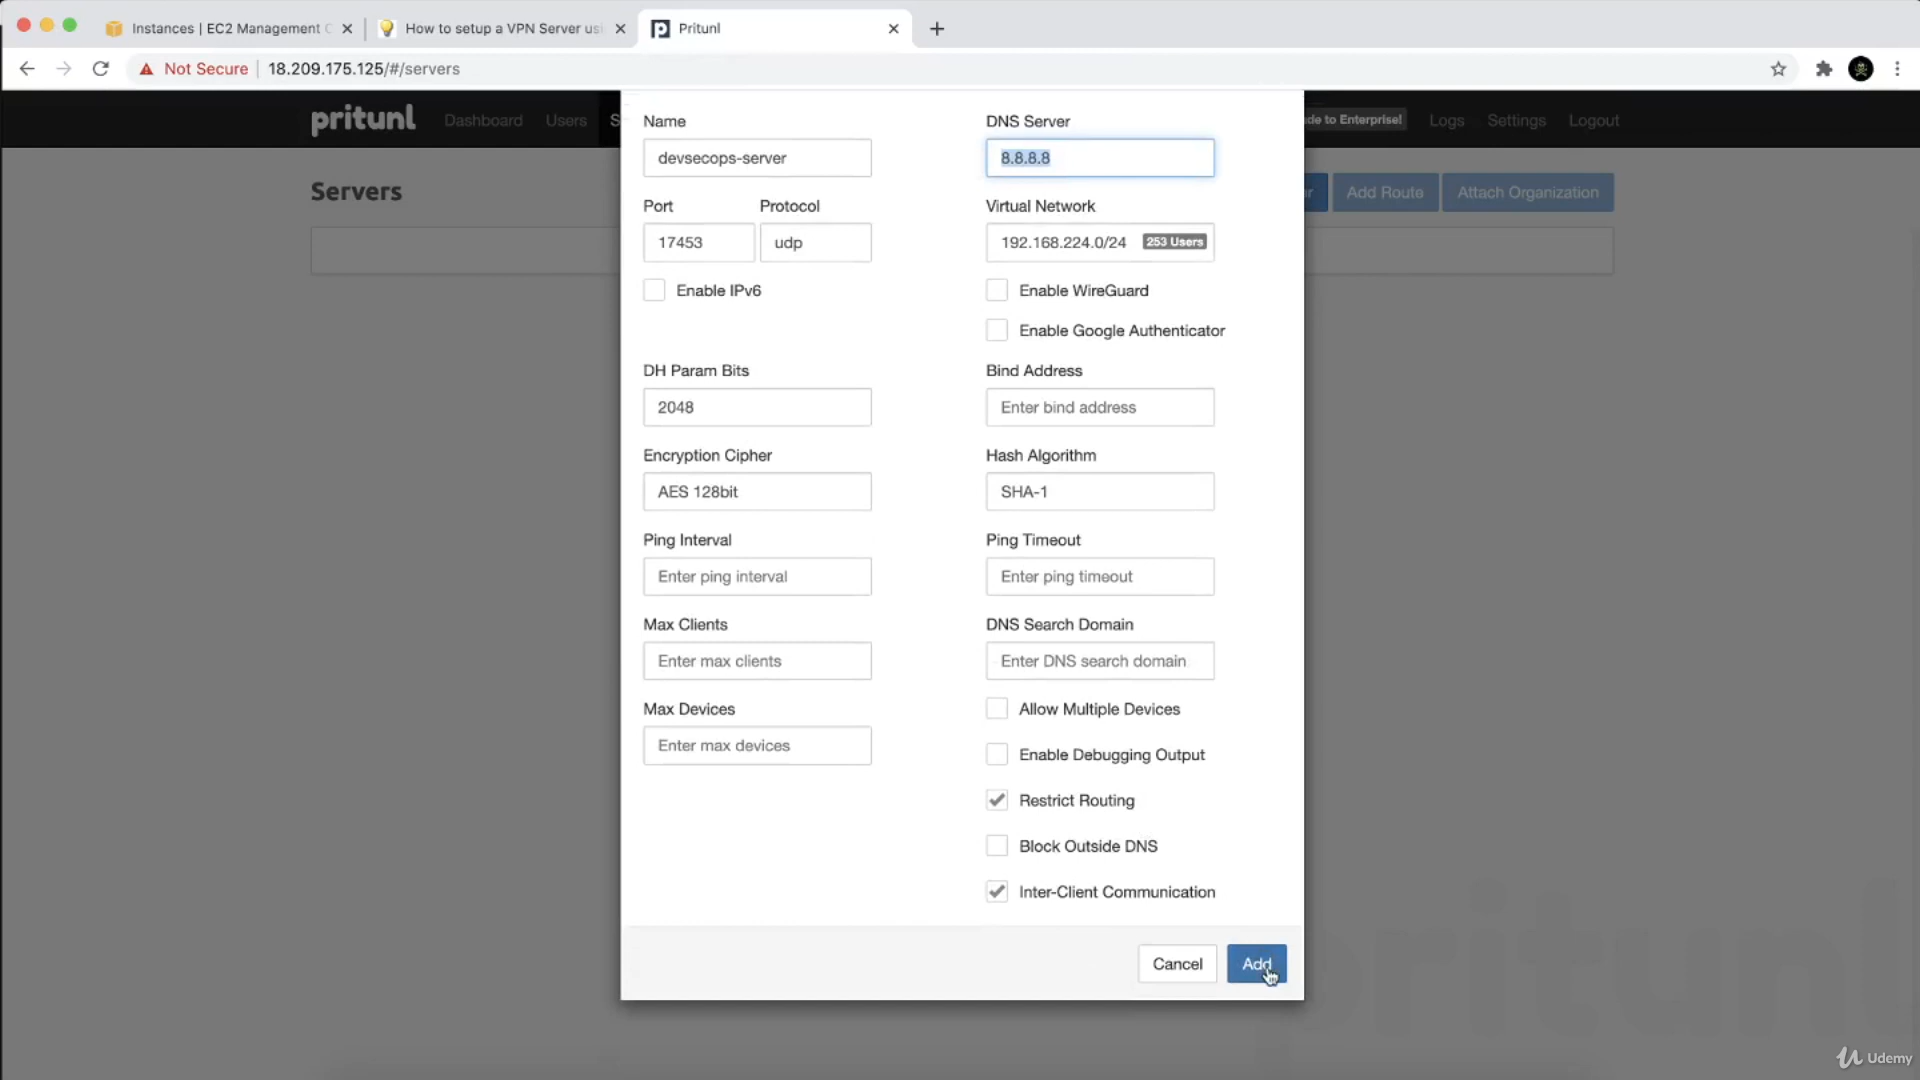 Instances | EC2 Management C
How to setup a VPN Server usi
Pritunl
Not Secure
18.209.175.125/#/servers
pritunl
Dashboard
Users
S
de to Enterprise!
Logs
Settings
Logout
Servers
r
Add Route
Attach Organization
Name
DNS Server
devsecops-server
8.8.8.8
Port
Protocol
Virtual Network
17453
udp
192.168.224.0/24
253 Users
Enable IPv6
Enable WireGuard
Enable Google Authenticator
DH Param Bits
Bind Address
2048
Enter bind address
Encryption Cipher
Hash Algorithm
AES 128bit
SHA-1
Ping Interval
Ping Timeout
Enter ping interval
Enter ping timeout
Max Clients
DNS Search Domain
Enter max clients
Enter DNS search domain
Max Devices
Allow Multiple Devices
Enter max devices
Enable Debugging Output
Restrict Routing
Block Outside DNS
Inter-Client Communication
Cancel
Add
pritunl
Udemy